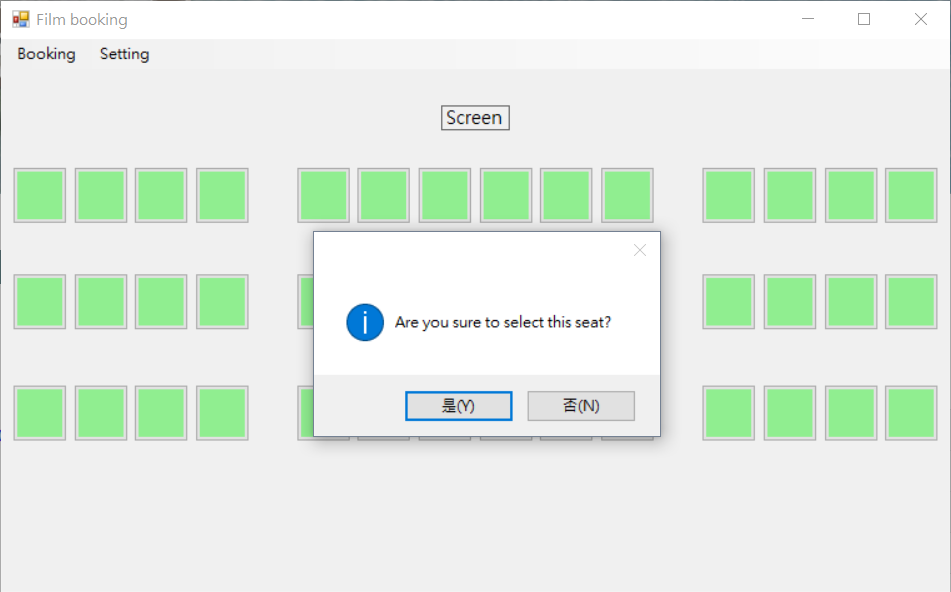 Film booking
Booking Setting
Screen
Are you sure to select this seat?
是(Y) 否(N)